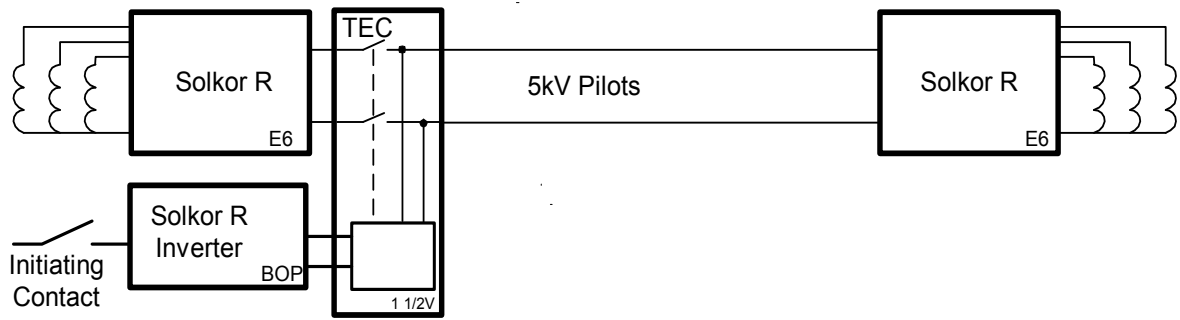 TEC
Solkor R
E6
5kV Pilots
Solkor R
E6
Solkor R
Inverter
BOP
Initiating
Contact
1 1/2V